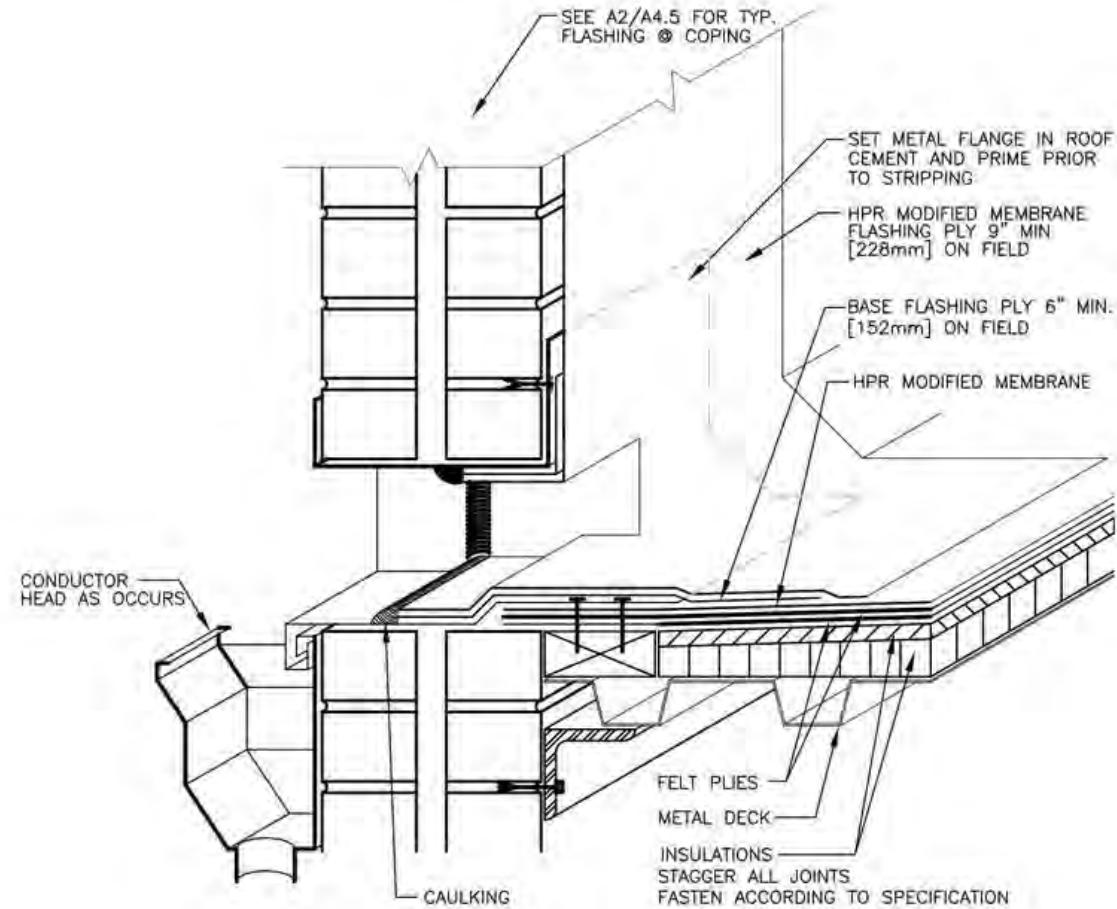 SEE A2/A4.5 FOR TYP.
FLASHING @ COPING
SET METAL FLANGE IN ROOF
CEMENT AND PRIME PRIOR
TO STRIPPING
HPR MODIFIED MEMBRANE
FLASHING PLY 9" MIN
[228mm] ON FIELD
BASE FLASHING PLY 6" MIN.
[152mm] ON FIELD
HPR MODIFIED MEMBRANE
CONDUCTOR
HEAD AS OCCURS
FELT PLIES
METAL DECK
INSULATIONS
STAGGER ALL JOINTS
FASTEN ACCORDING TO SPECIFICATION
CAULKING